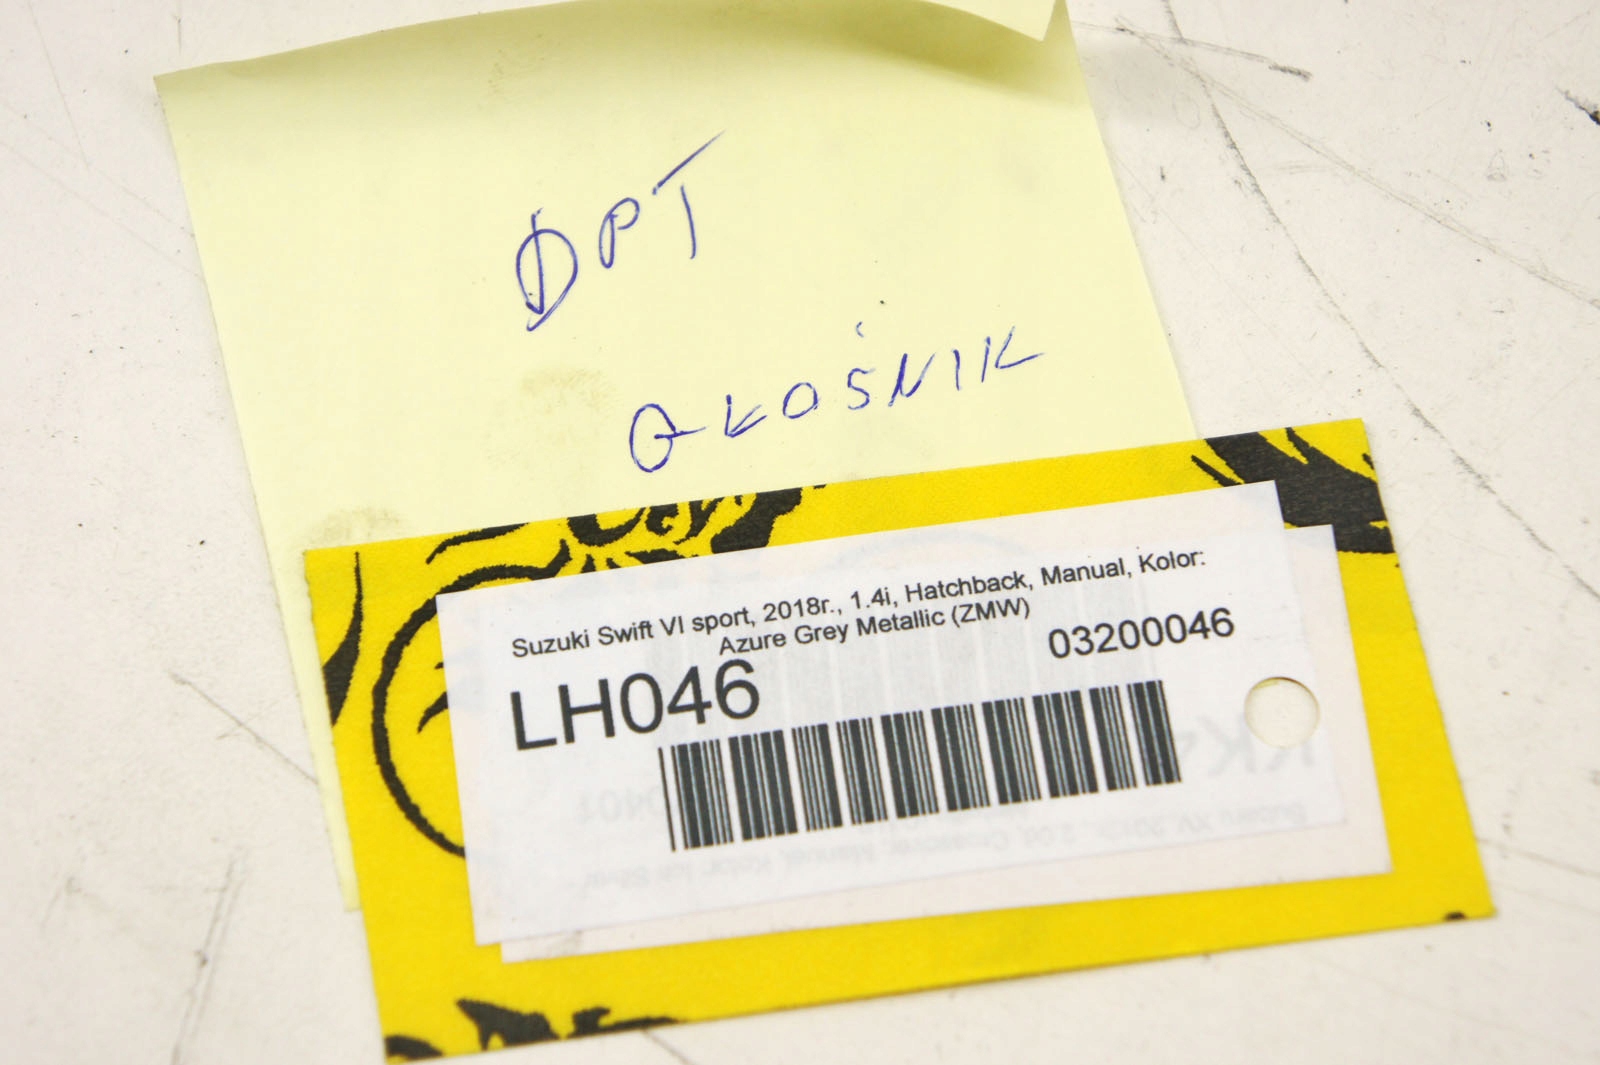 DPT
GŁOŚNIK
Suzuki Swift VI sport, 2018r., 1.4i, Hatchback, Manual, Kolor:
Azure Grey Metallic (ZMW)
03200046
LH046